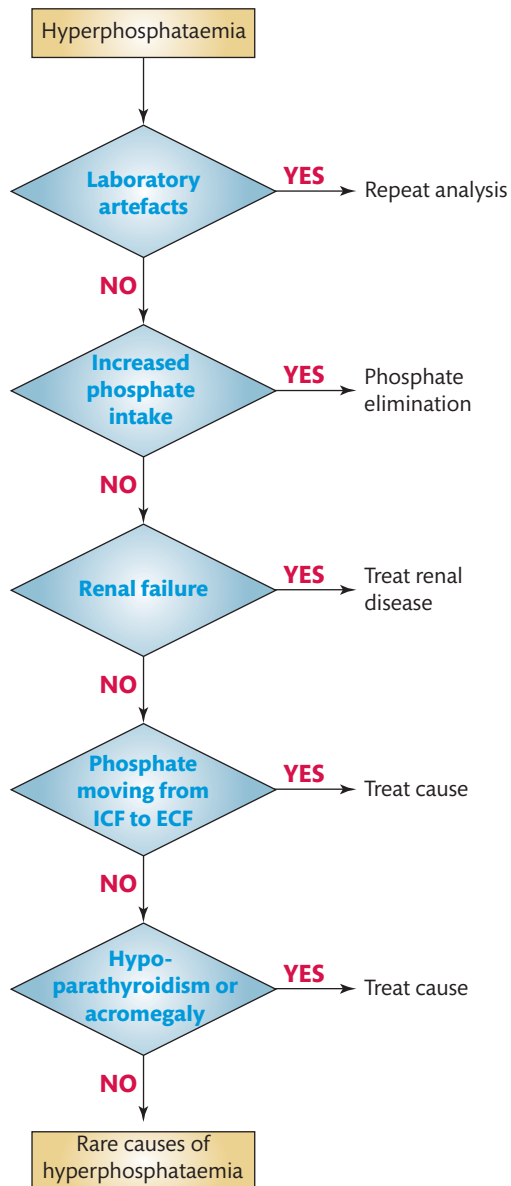 Hyperphosphataemia
Laboratory
artefacts
YES
Repeat analysis
NO
Increased
phosphate
intake
YES
Phosphate
elimination
NO
Renal failure
YES
Treat renal
disease
NO
Phosphate
moving from
ICF to ECF
YES
Treat cause
NO
Hypo-
parathyroidism or
acromegaly
YES
Treat cause
NO
Rare causes of
hyperphosphataemia